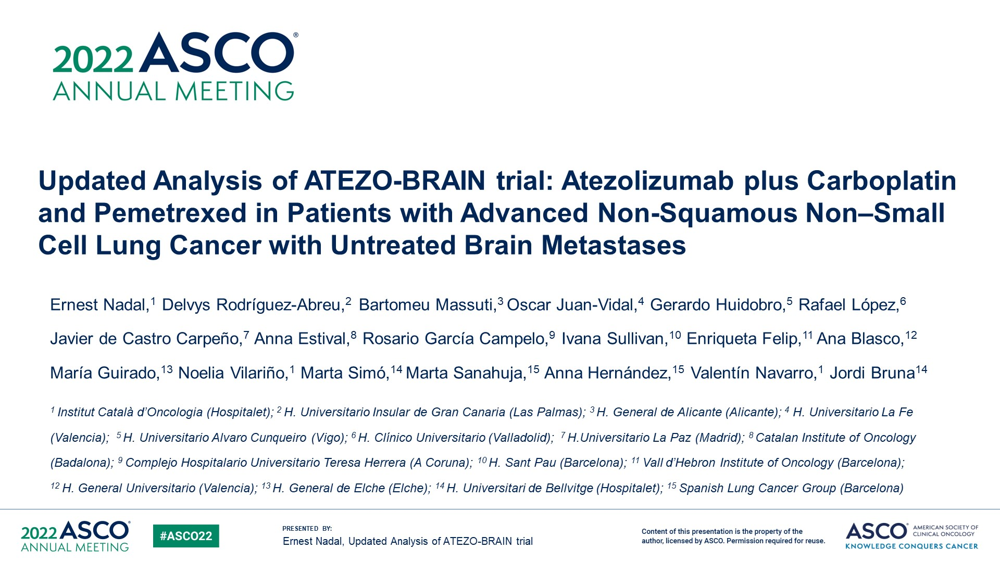 2022 ASCO®
ANNUAL MEETING
Updated Analysis of ATEZO-BRAIN trial: Atezolizumab plus Carboplatin
and Pemetrexed in Patients with Advanced Non-Squamous Non–Small
Cell Lung Cancer with Untreated Brain Metastases
Ernest Nadal,1 Delvys Rodríguez-Abreu,2 Bartomeu Massuti,3 Oscar Juan-Vidal,4 Gerardo Huidobro,5 Rafael López,6
Javier de Castro Carpeño,7 Anna Estival,8 Rosario García Campelo,9 Ivana Sullivan,10 Enriqueta Felip,11 Ana Blasco,12
María Guirado,13 Noelia Vilariño,1 Marta Simó,14 Marta Sanahuja,15 Anna Hernández,15 Valentín Navarro,1 Jordi Bruna14
1 Institut Català d’Oncologia (Hospitalet); 2 H. Universitario Insular de Gran Canaria (Las Palmas); 3 H. General de Alicante (Alicante); 4 H. Universitario La Fe
(Valencia); 5 H. Universitario Alvaro Cunqueiro (Vigo); 6 H. Clínico Universitario (Valladolid); 7 H.Universitario La Paz (Madrid); 8 Catalan Institute of Oncology
(Badalona); 9 Complejo Hospitalario Universitario Teresa Herrera (A Coruna); 10 H. Sant Pau (Barcelona); 11 Vall d’Hebron Institute of Oncology (Barcelona);
12 H. General Universitario (Valencia); 13 H. General de Elche (Elche); 14 H. Universitari de Bellvitge (Hospitalet); 15 Spanish Lung Cancer Group (Barcelona)
2022 ASCO®
ANNUAL MEETING
#ASCO22
PRESENTED BY:
Ernest Nadal, Updated Analysis of ATEZO-BRAIN trial
Content of this presentation is the property of the
author, licensed by ASCO. Permission required for reuse.
ASCO® AMERICAN SOCIETY OF
CLINICAL ONCOLOGY
KNOWLEDGE CONQUERS CANCER